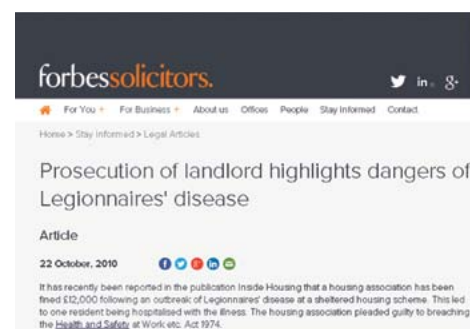 forbessolicitors.
in
g+
For You + For Business + About us Offices People Stay Informed Contact
Home > Stay Informed > Legal Articles
Prosecution of landlord highlights dangers of
Legionnaires' disease
Article
22 October, 2010
It has recently been reported in the publication Inside Housing that a housing association has been
fined £12,000 following an outbreak of Legionnaires' disease at a sheltered housing scheme. This led
to one resident being hospitalised with the illness. The housing association pleaded guilty to breaching
the Health and Safety at Work etc. Act 1974.